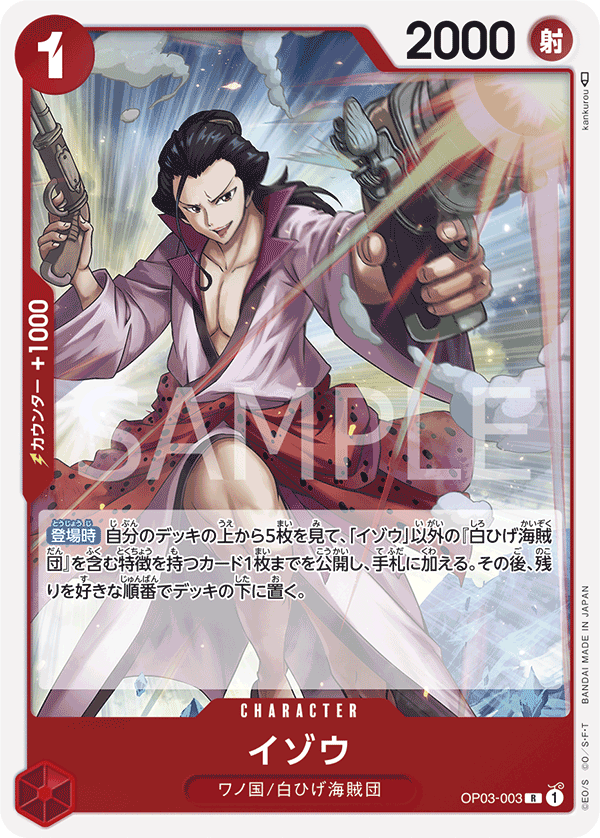 1
2000
射
kankurou
カウンター +1000
SAMPLE
登場時 自分のデッキの上から5枚を見て、「イゾウ」以外の『白ひげ海賊
団』を含む特徴を持つカード1枚までを公開し、手札に加える。その後、残
りを好きな順番でデッキの下に置く。
CHARACTER
イゾウ
ワノ国/白ひげ海賊団
OP03-003 R 1
©E.O/S ©O/S・F・T BANDAI MADE IN JAPAN